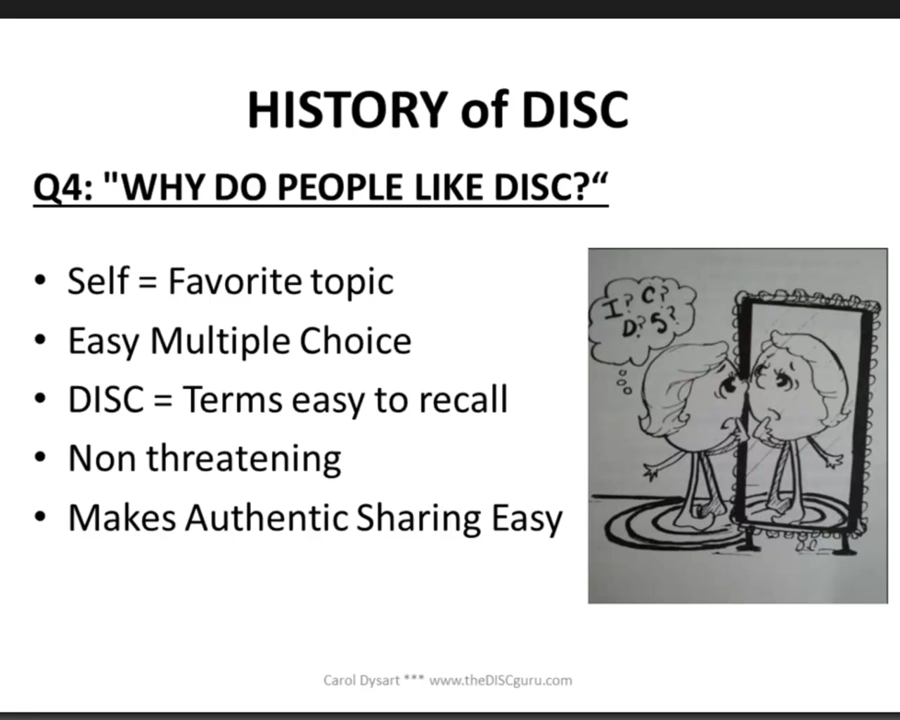 HISTORY of DISC
Q4: "WHY DO PEOPLE LIKE DISC?“
• Self = Favorite topic
• Easy Multiple Choice
• DISC = Terms easy to recall
• Non threatening
• Makes Authentic Sharing Easy
I? C?
D? S?
Carol Dysart *** www.theDISCguru.com